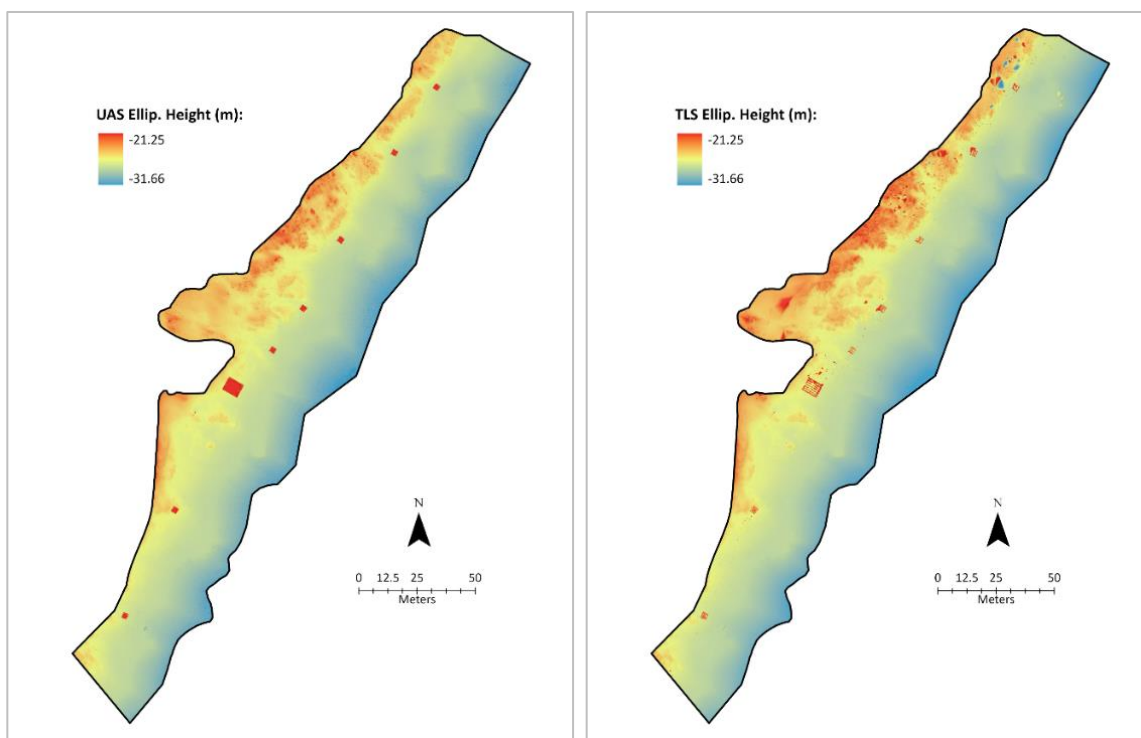 UAS Ellip. Height (m):
-21.25
-31.66
N
0 12.5 25 50
Meters
TLS Ellip. Height (m):
-21.25
-31.66
N
0 12.5 25 50
Meters